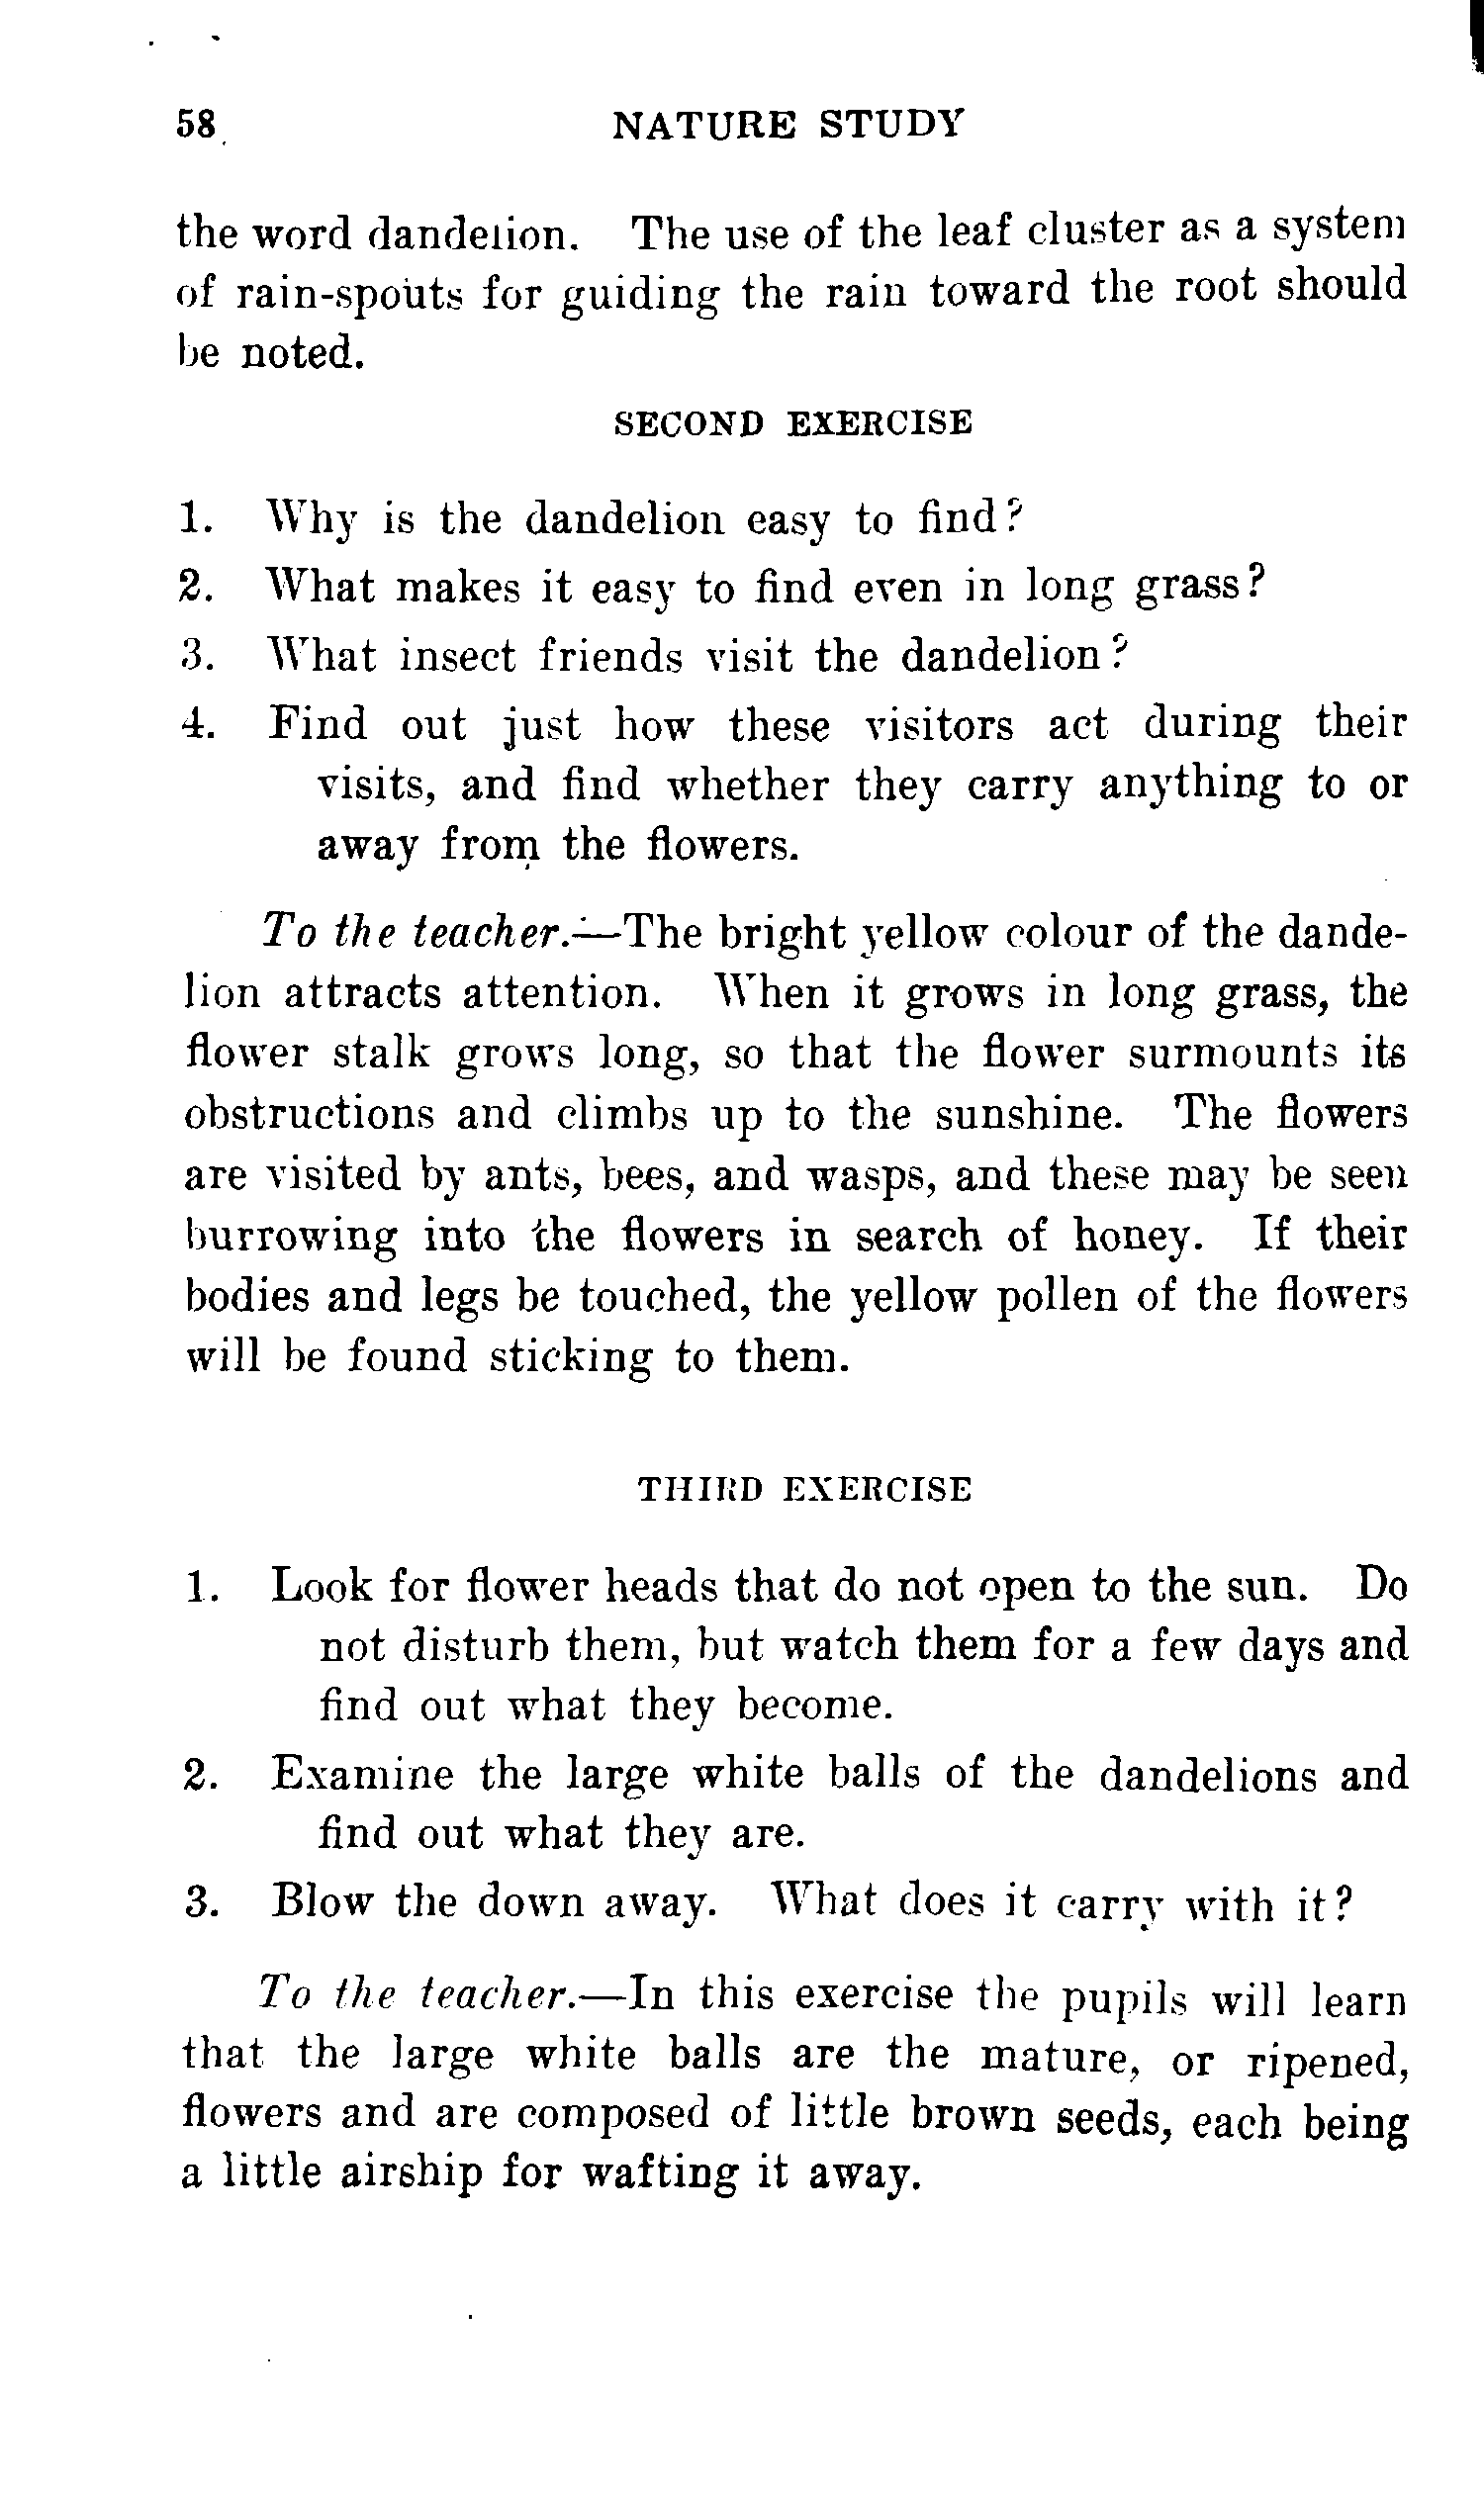 58 NATURE STUDY
the word dandelion. The use of the leaf cluster as a system
of rain-spouts for guiding the rain toward the root should
be noted.
SECOND EXERCISE
1. Why is the dandelion easy to find?
2. What makes it easy to find even in long grass?
3. What insect friends visit the dandelion?
4. Find out just how these visitors act during their
visits, and find whether they carry anything to or
away from the flowers.
To the teacher.—The bright yellow colour of the dande-
lion attracts attention. When it grows in long grass, the
flower stalk grows long, so that the flower surmounts its
obstructions and climbs up to the sunshine. The flowers
are visited by ants, bees, and wasps, and these may be seen
burrowing into the flowers in search of honey. If their
bodies and legs be touched, the yellow pollen of the flowers
will be found sticking to them.
THIRD EXERCISE
1. Look for flower heads that do not open to the sun. Do
not disturb them, but watch them for a few days and
find out what they become.
2. Examine the large white balls of the dandelions and
find out what they are.
3. Blow the down away. What does it carry with it?
To the teacher.—In this exercise the pupils will learn
that the large white balls are the mature, or ripened,
flowers and are composed of little brown seeds, each being
a little airship for wafting it away.